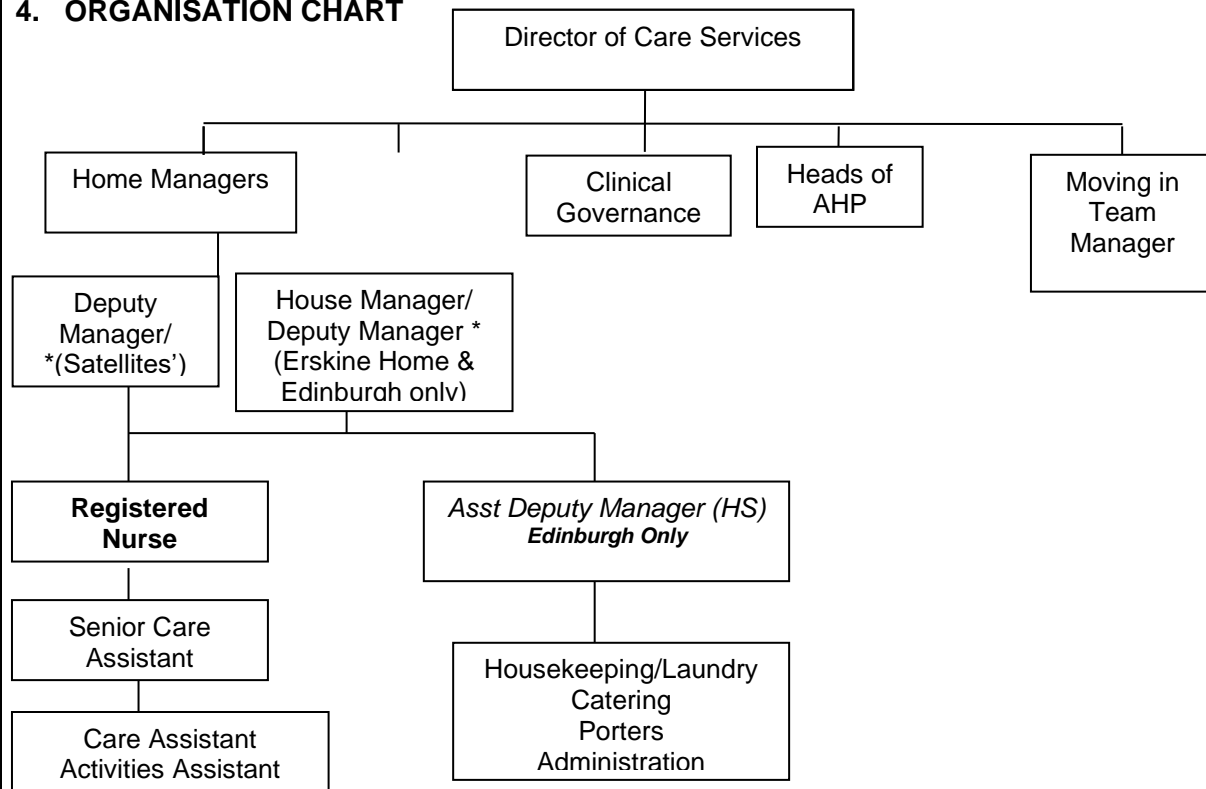 4. ORGANISATION CHART
Director of Care Services
Home Managers
Clinical
Governance
Heads of
AHP
Moving in
Team
Manager
Deputy
Manager/
*(Satellites’)
House Manager/
Deputy Manager *
(Erskine Home &
Edinburgh only)
Registered
Nurse
Asst Deputy Manager (HS)
Edinburgh Only
Senior Care
Assistant
Housekeeping/Laundry
Catering
Porters
Administration
Care Assistant
Activities Assistant